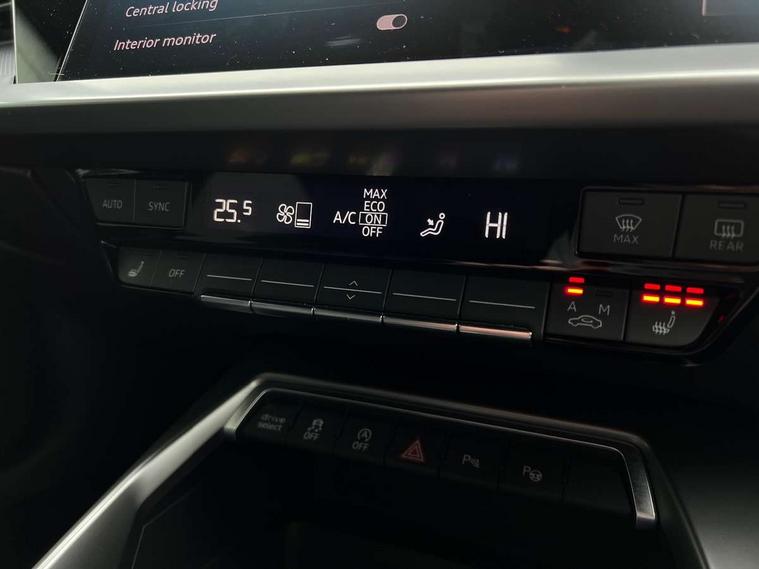 Central locking
Interior monitor
AUTO
SYNC
25.5
A/C
MAX
ECO
ON
OFF
HI
MAX
REAR
OFF
A M
drive
select
OFF
A
OFF
P
P